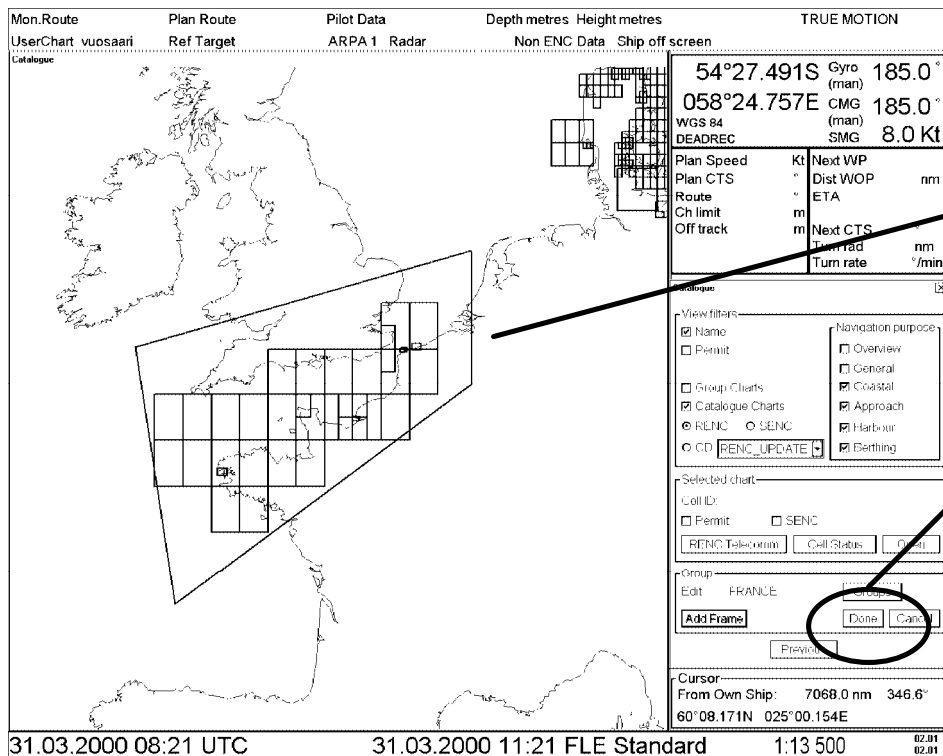 Mon.Route Plan Route Pilot Data Depth metres Height metres TRUE MOTION
UserChart vuosaari Ref Target ARPA 1 Radar Non ENC Data Ship off screen
Catalogue
54°27.491S Gyro 185.0°
(man)
058°24.757E CMG 185.0°
(man)
WGS 84
DEADREC SMG 8.0 Kt
Plan Speed Kt
Plan CTS °
Route °
Ch limit m
Off track m
Next WP
Dist WOP nm
ETA
Next CTS °
Turn rad nm
Turn rate °/min
Catalogue
View filters
Name
Permit
Group Charts
Catalogue Charts
RENC SENC
CD RENC_UPDATE
Navigation purpose
Overview
General
Coastal
Approach
Harbour
Berthing
Selected chart
Cell ID:
Permit SENC
RENC Telecomm Cell Status Open
Group
Edit FRANCE Groups
Add Frame Done Cancel
Previous
Cursor
From Own Ship: 7068.0 nm 346.6°
60°08.171N 025°00.154E
31.03.2000 08:21 UTC 31.03.2000 11:21 FLE Standard 1:13 500 02.01
02.01